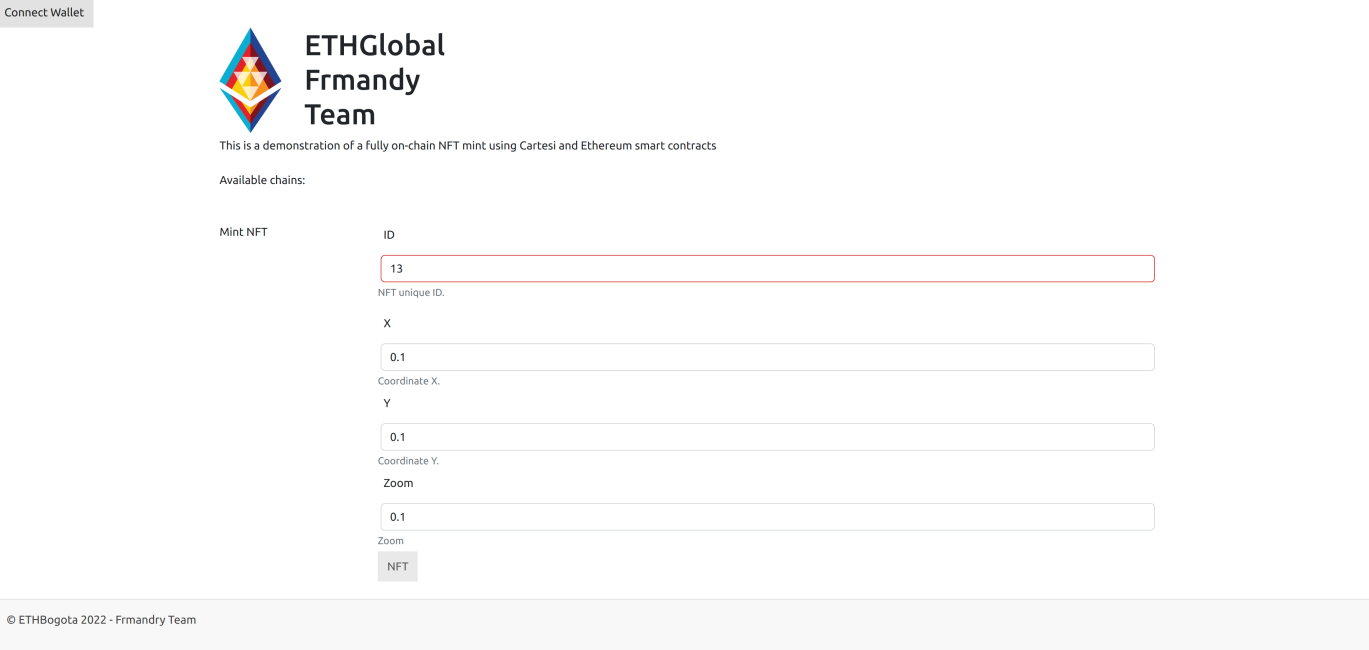 Connect Wallet
ETHGlobal
Frmandy
Team
This is a demonstration of a fully on-chain NFT mint using Cartesi and Ethereum smart contracts
Available chains:
Mint NFT
ID
13
NFT unique ID.
X
0.1
Coordinate X.
Y
0.1
Coordinate Y.
Zoom
0.1
Zoom
NFT
© ETHBogota 2022 - Frmandry Team